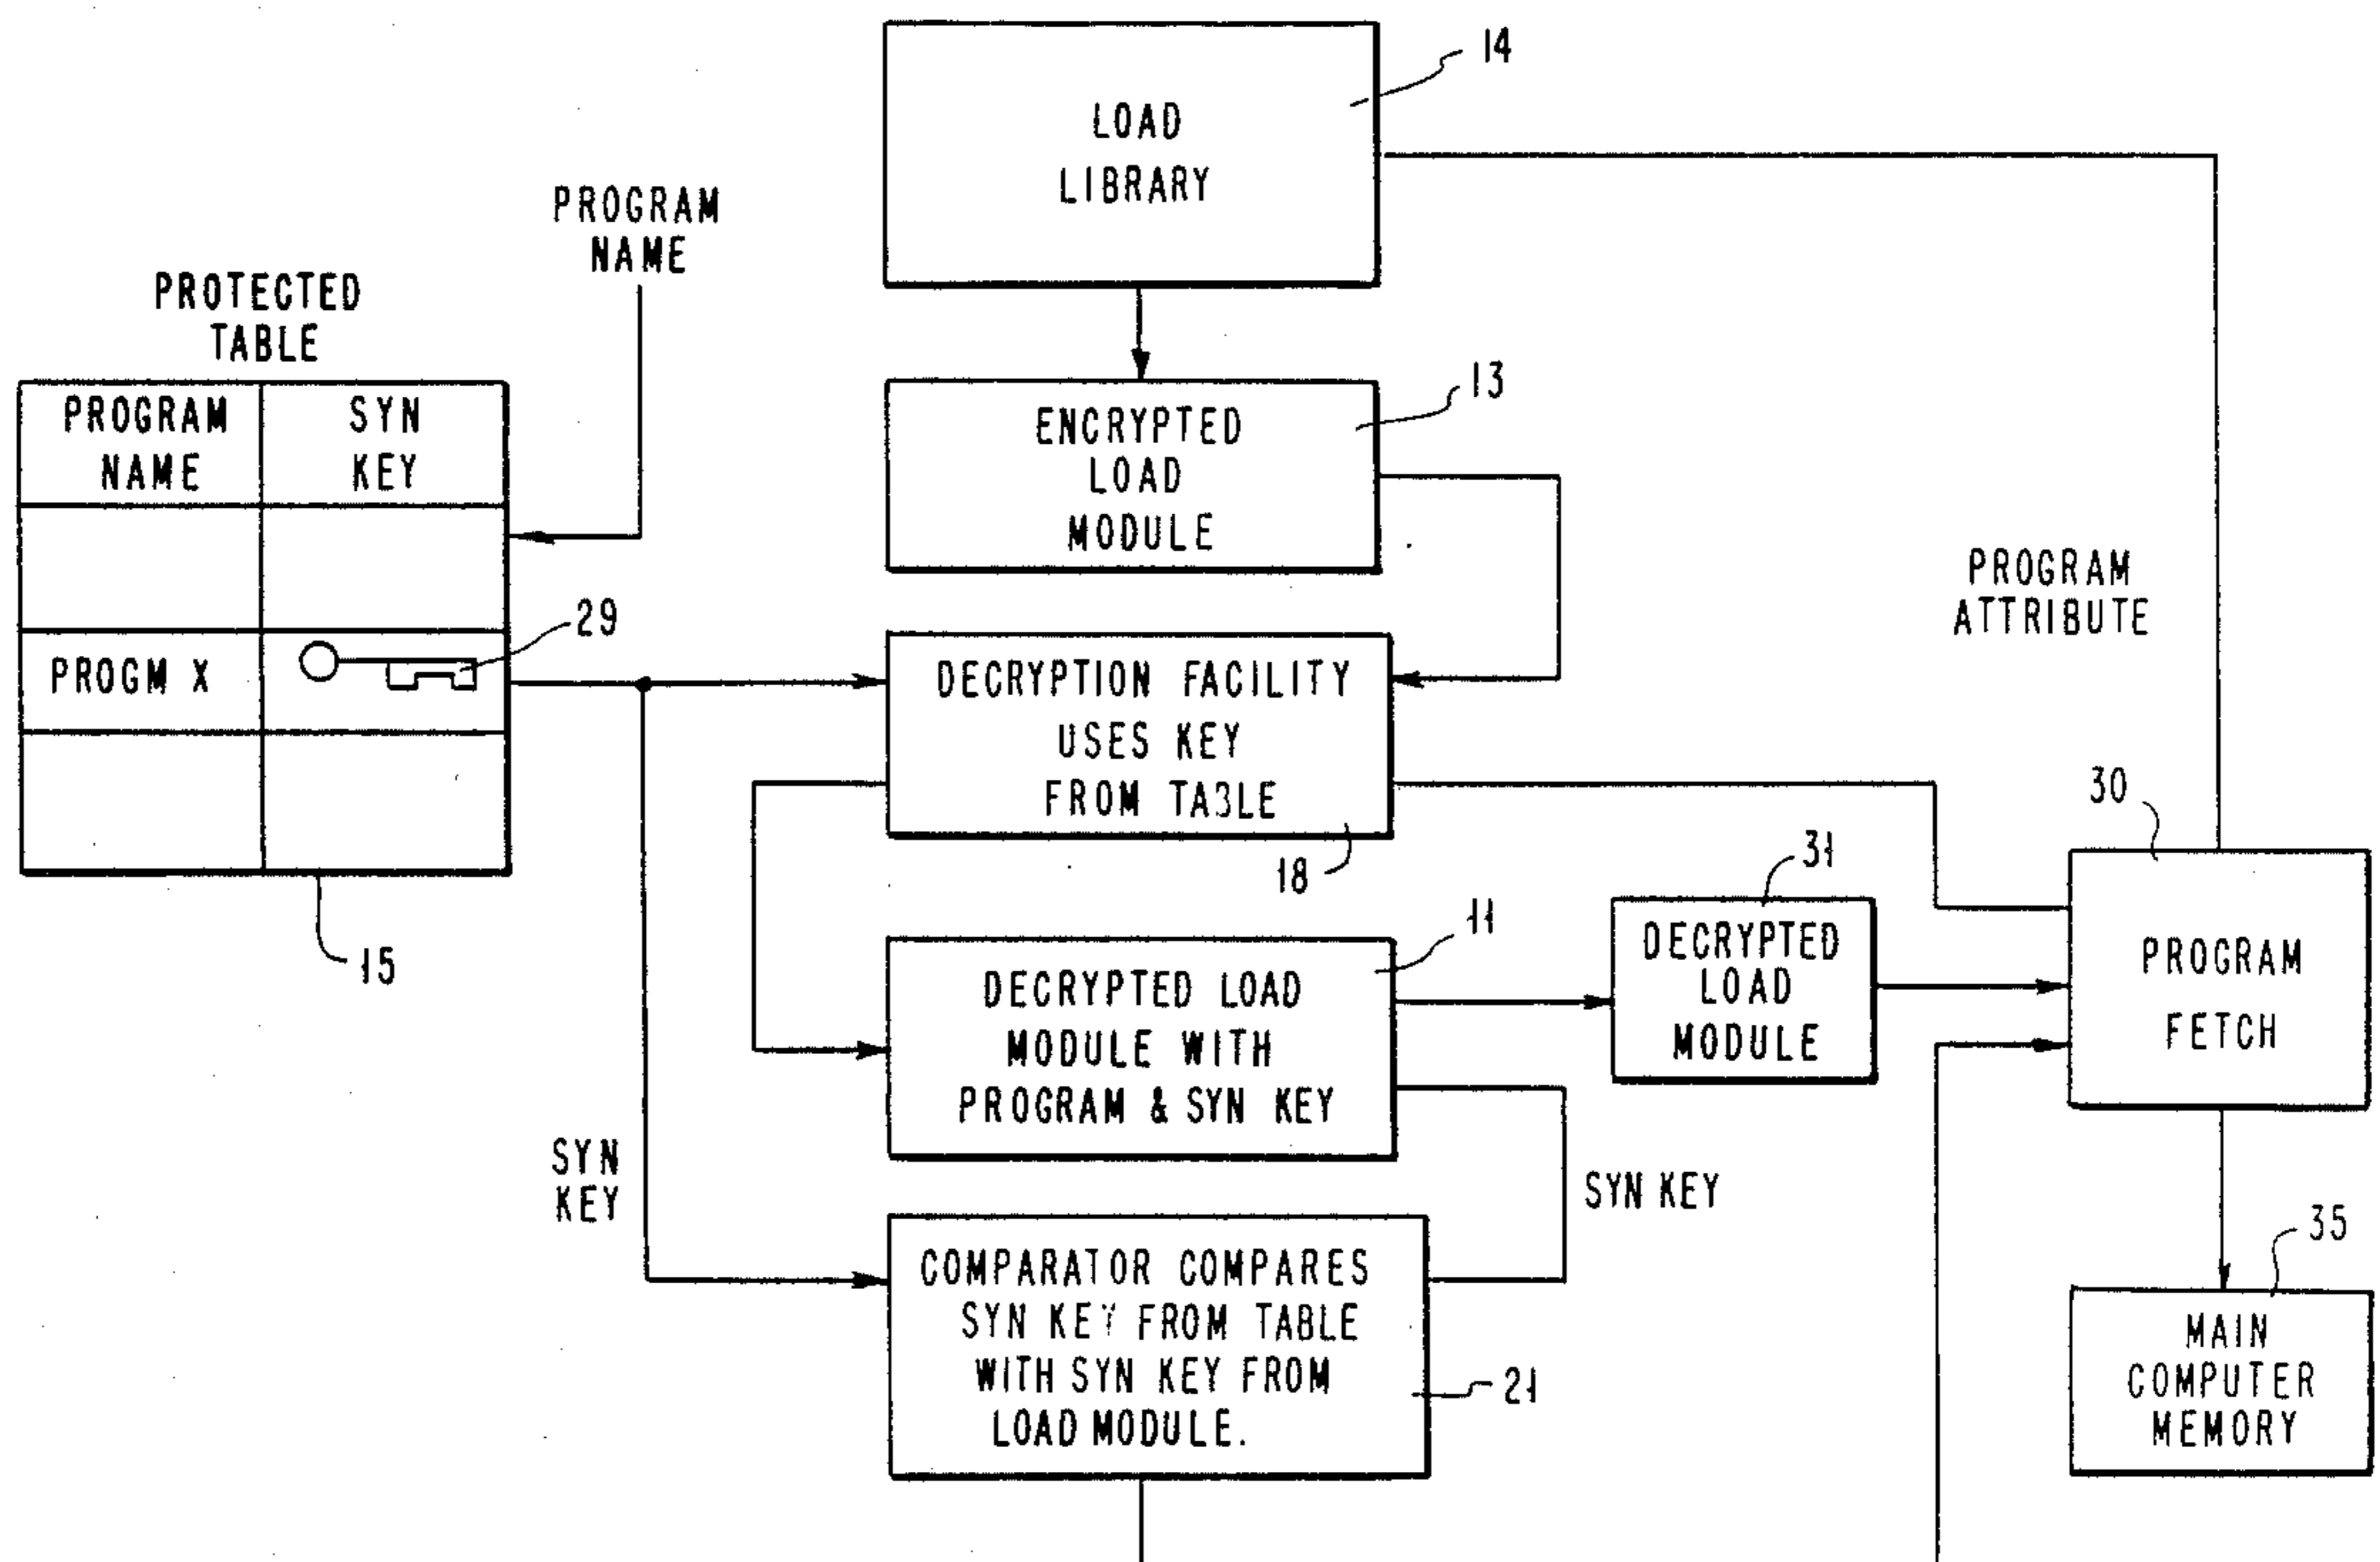 14
LOAD
LIBRARY
PROGRAM
NAME
PROTECTED
TABLE
PROGRAM
NAME
SYN
KEY
PROGM X
29
15
13
ENCRYPTED
LOAD
MODULE
DECRYPTION FACILITY
USES KEY
FROM TABLE
18
PROGRAM
ATTRIBUTE
11
DECRYPTED LOAD
MODULE WITH
PROGRAM & SYN KEY
31
DECRYPTED
LOAD
MODULE
30
PROGRAM
FETCH
SYN
KEY
SYN KEY
COMPARATOR COMPARES
SYN KEY FROM TABLE
WITH SYN KEY FROM
LOAD MODULE.
21
35
MAIN
COMPUTER
MEMORY